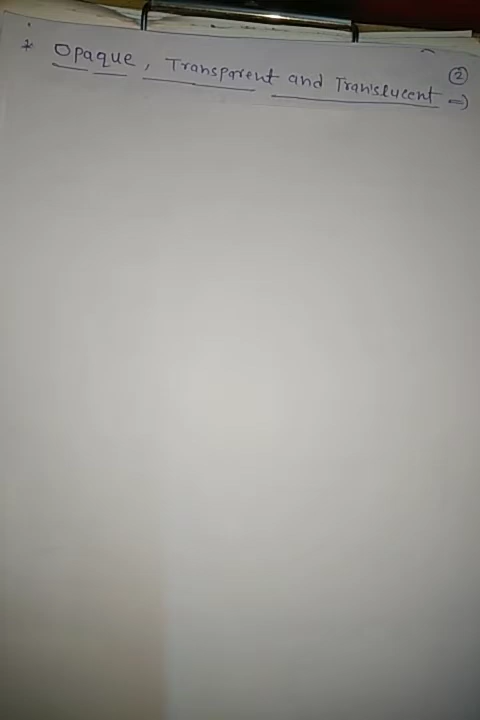 * Opaque, Transparent and Translucent ⇒
②